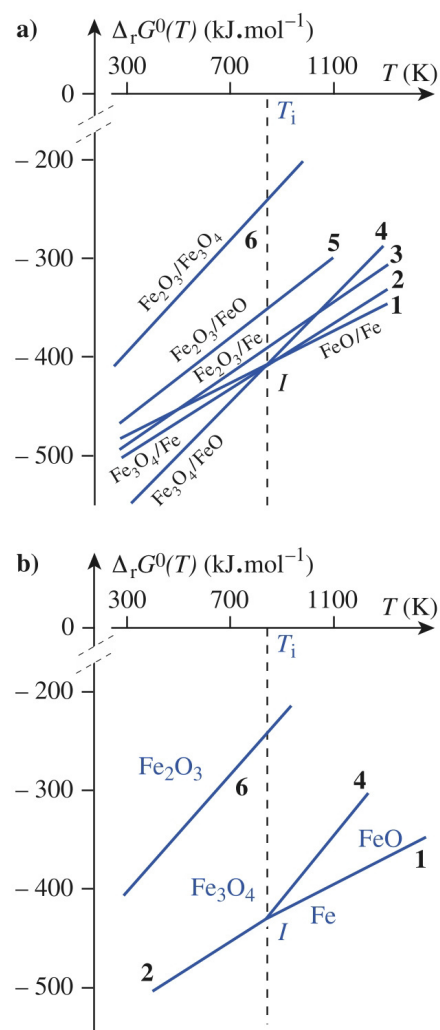 a) ΔrG⁰(T) (kJ.mol⁻¹)
300 700 1100 T (K)
0
Ti
– 200
4
6 5 3
Fe₂O₃/Fe₃O₄
2
– 300
1
Fe₂O₃/FeO
Fe₂O₃/Fe
FeO/Fe
– 400
I
Fe₃O₄/Fe
– 500
Fe₃O₄/FeO
b) ΔrG⁰(T) (kJ.mol⁻¹)
300 700 1100 T (K)
0
Ti
– 200
Fe₂O₃
6 4
– 300
FeO
1
Fe₃O₄
– 400
Fe
I
2
– 500